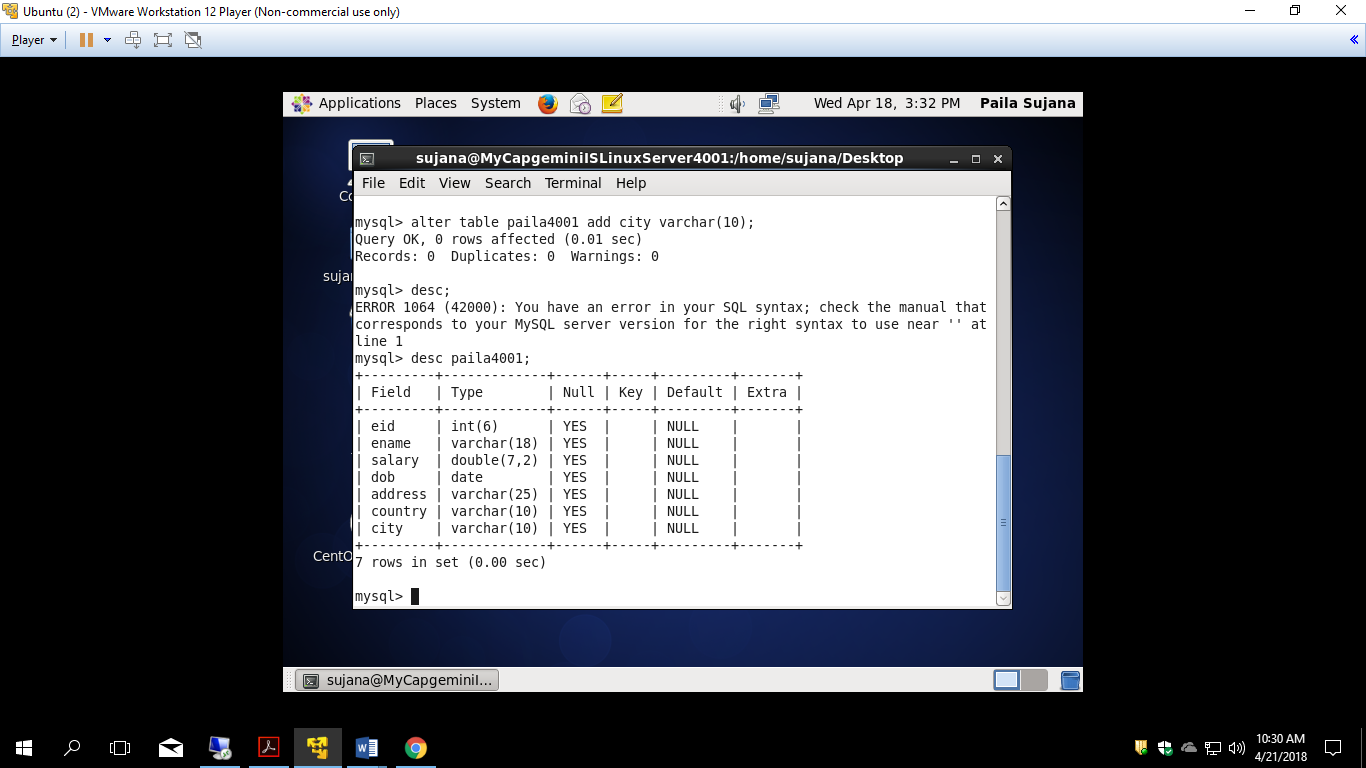 Ubuntu (2) - VMware Workstation 12 Player (Non-commercial use only)
Player
Applications Places System Wed Apr 18, 3:32 PM Paila Sujana
sujana@MyCapgeminiISLinuxServer4001:/home/sujana/Desktop
File Edit View Search Terminal Help
mysql> alter table paila4001 add city varchar(10);
Query OK, 0 rows affected (0.01 sec)
Records: 0  Duplicates: 0  Warnings: 0
mysql> desc;
ERROR 1064 (42000): You have an error in your SQL syntax; check the manual that
corresponds to your MySQL server version for the right syntax to use near '' at
line 1
mysql> desc paila4001;
+---------+-------------+------+-----+---------+-------+
| Field   | Type        | Null | Key | Default | Extra |
+---------+-------------+------+-----+---------+-------+
| eid     | int(6)      | YES  |     | NULL    |       |
| ename   | varchar(18) | YES  |     | NULL    |       |
| salary  | double(7,2) | YES  |     | NULL    |       |
| dob     | date        | YES  |     | NULL    |       |
| address | varchar(25) | YES  |     | NULL    |       |
| country | varchar(10) | YES  |     | NULL    |       |
| city    | varchar(10) | YES  |     | NULL    |       |
+---------+-------------+------+-----+---------+-------+
7 rows in set (0.00 sec)
mysql>
Co
suja
CentO
sujana@MyCapgeminiI...
10:30 AM
4/21/2018